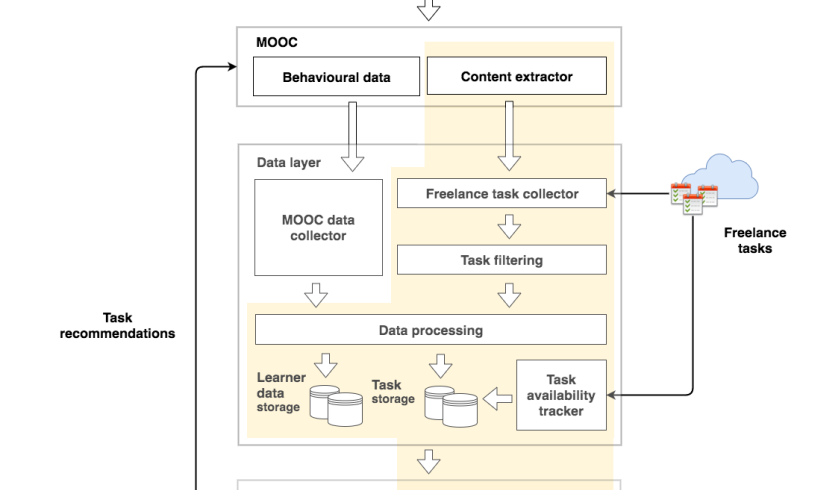 MOOC
Behavioural data
Content extractor
Data layer
MOOC data
collector
Freelance task collector
Freelance
tasks
Task filtering
Task
recommendations
Data processing
Learner
data
storage
Task
storage
Task
availability
tracker